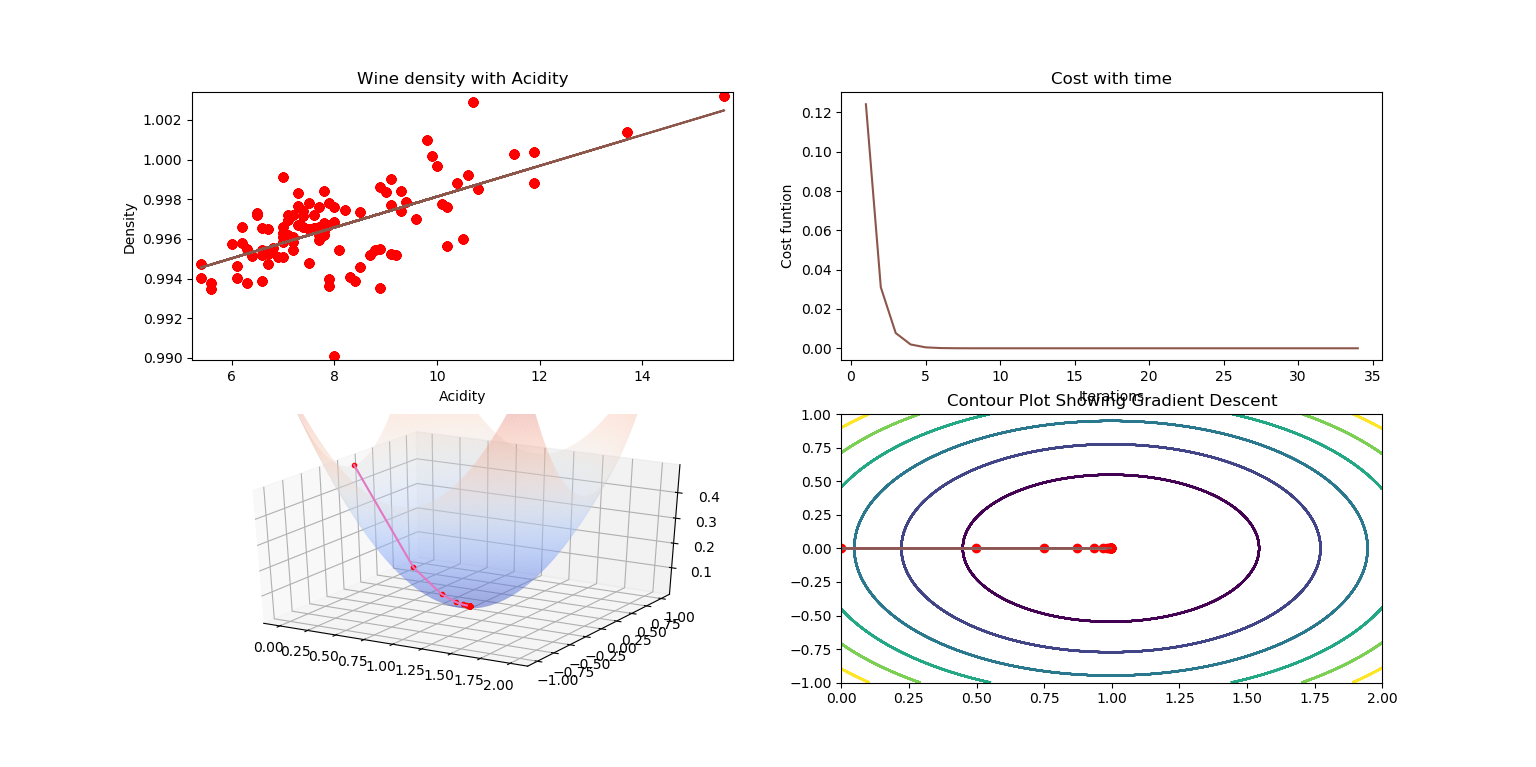 Wine density with Acidity
1.002
1.000
0.998
0.996
0.994
0.992
0.990
Density
6 8 10 12 14
Acidity
Cost with time
0.12
0.10
0.08
0.06
0.04
0.02
0.00
Cost funtion
0 5 10 15 20 25 30 35
Iterations
0.4
0.3
0.2
0.1
0.00 0.25 0.50 0.75 1.00 1.25 1.50 1.75 2.00
−1.00 −0.75 −0.50 −0.25 0.00 0.25 0.50 0.75 1.00
Contour Plot Showing Gradient Descent
1.00
0.75
0.50
0.25
0.00
−0.25
−0.50
−0.75
−1.00
0.00 0.25 0.50 0.75 1.00 1.25 1.50 1.75 2.00